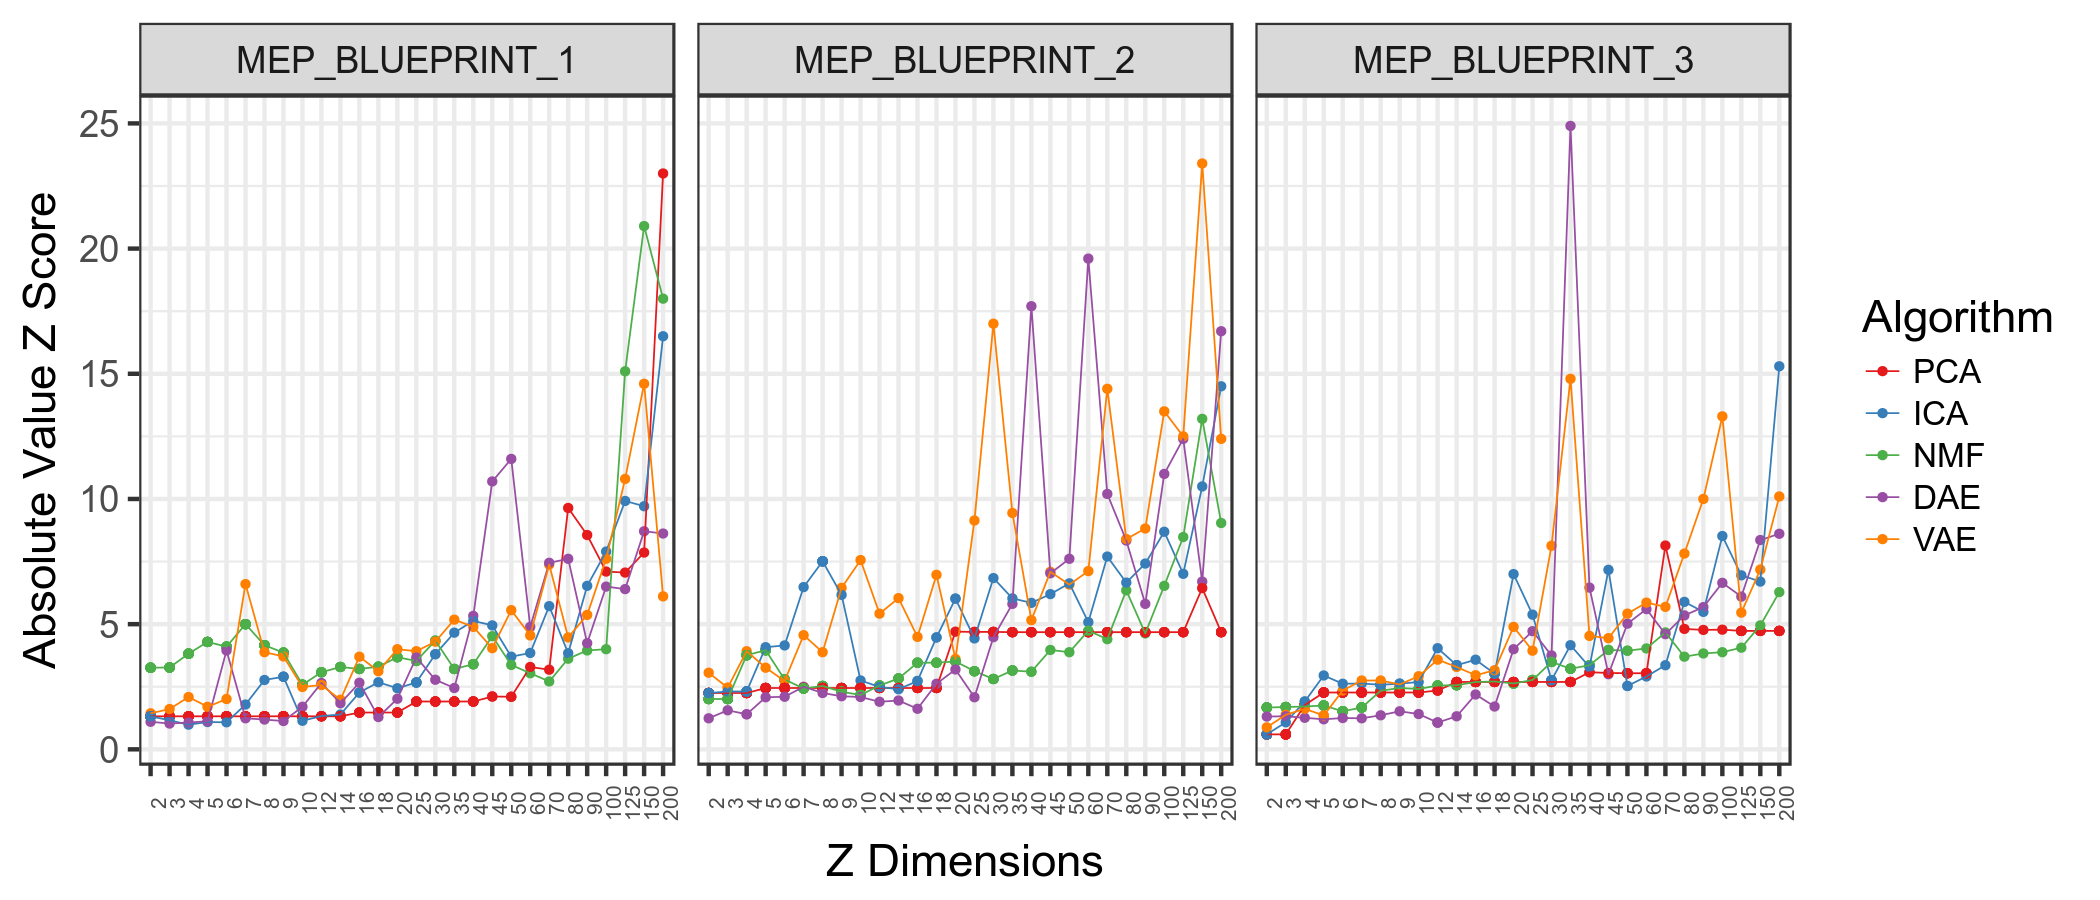 MEP_BLUEPRINT_1 MEP_BLUEPRINT_2 MEP_BLUEPRINT_3
Absolute Value Z Score
25
20
15
10
5
0
2 3 4 5 6 7 8 9 10 12 14 16 18 20 25 30 35 40 45 50 60 70 80 90 100 125 150 200
2 3 4 5 6 7 8 9 10 12 14 16 18 20 25 30 35 40 45 50 60 70 80 90 100 125 150 200
2 3 4 5 6 7 8 9 10 12 14 16 18 20 25 30 35 40 45 50 60 70 80 90 100 125 150 200
Z Dimensions
Algorithm
PCA
ICA
NMF
DAE
VAE